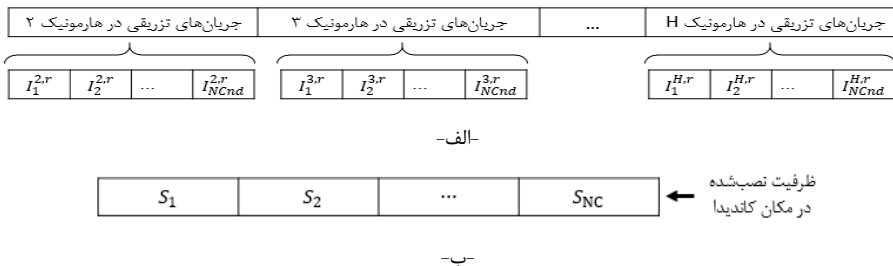 جریان‌های تزریقی در هارمونیک ۲ جریان‌های تزریقی در هارمونیک ۳ ... جریان‌های تزریقی در هارمونیک H
I_1^{2,r} I_2^{2,r} ... I_{NCnd}^{2,r} I_1^{3,r} I_2^{3,r} ... I_{NCnd}^{3,r} I_1^{H,r} I_2^{H,r} ... I_{NCnd}^{H,r}
-الف-
ظرفیت نصب‌شده
در مکان کاندیدا
S_1 S_2 ... S_{NC}
-ب-